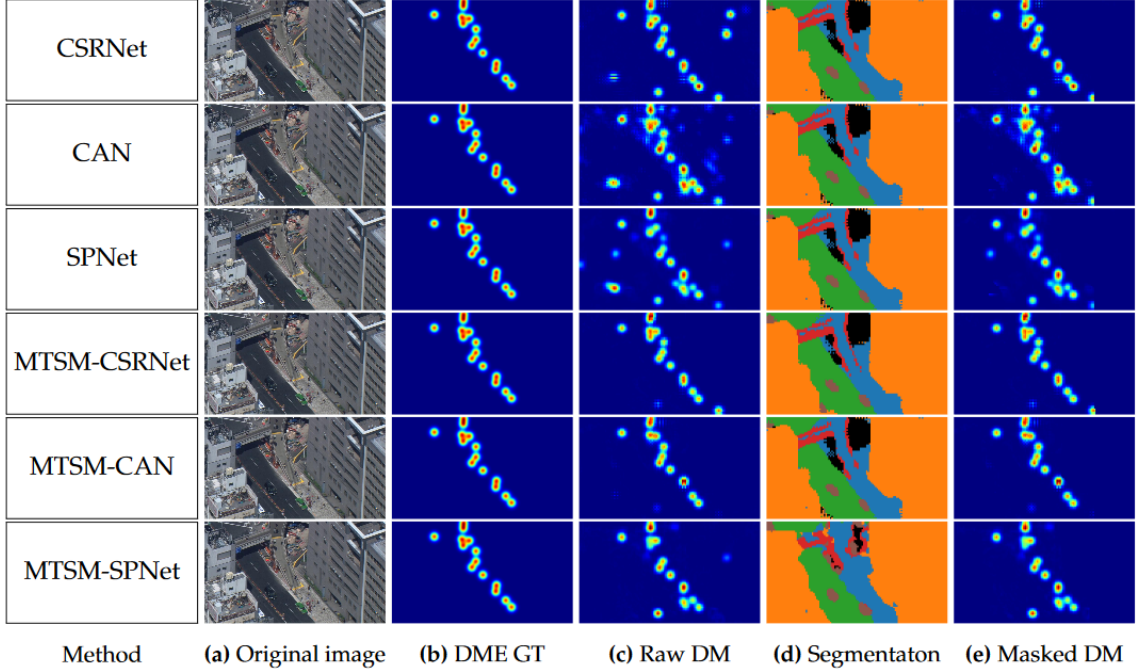 CSRNet
CAN
SPNet
MTSM-CSRNet
MTSM-CAN
MTSM-SPNet
Method (a) Original image (b) DME GT (c) Raw DM (d) Segmentaton (e) Masked DM